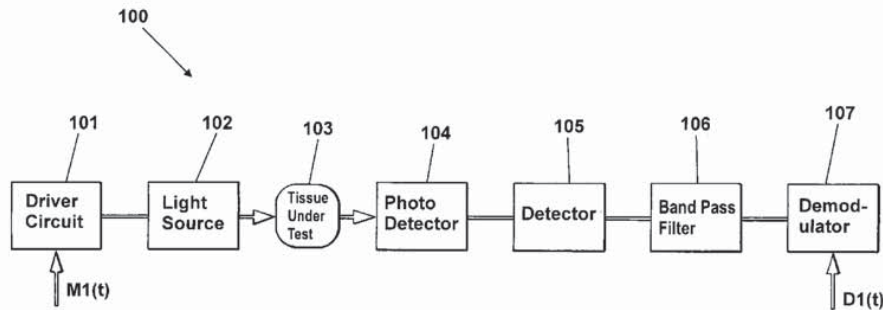 100
101
102
103
104
105
106
107
Driver
Circuit
Light
Source
Tissue
Under
Test
Photo
Detector
Detector
Band Pass
Filter
Demod-
ulator
M1(t)
D1(t)